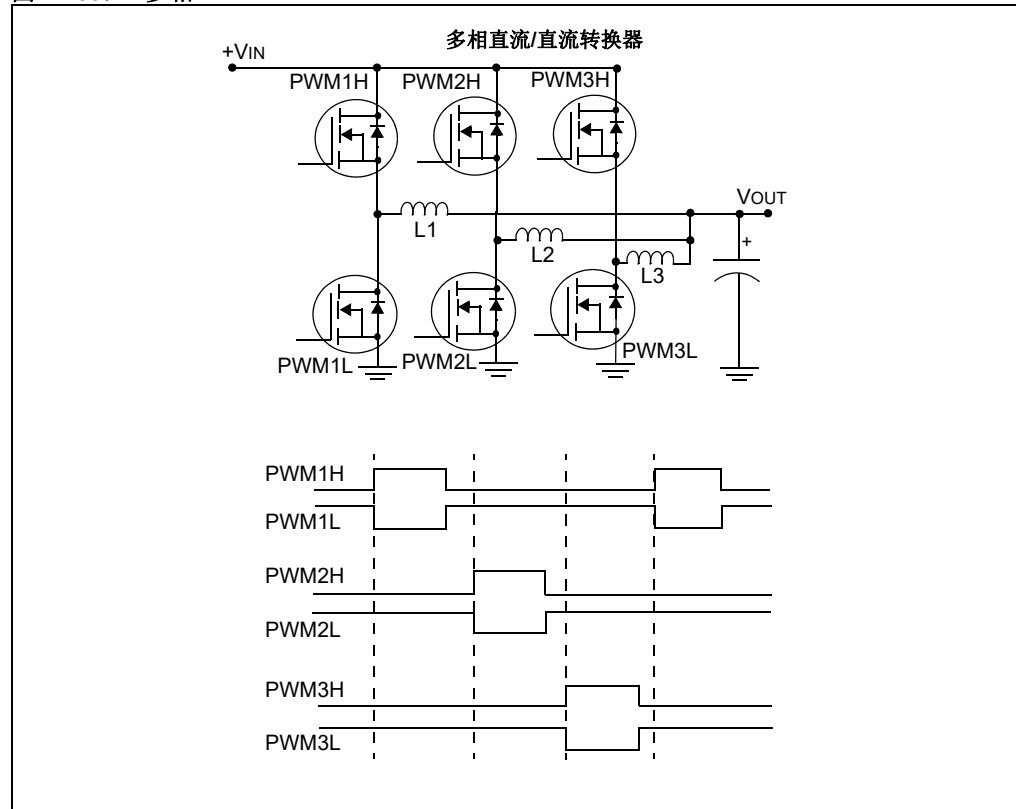 多相直流/直流转换器
+VIN
PWM1H PWM2H PWM3H
VOUT
L1
L2
L3
+
PWM1L PWM2L PWM3L
PWM1H
PWM1L
PWM2H
PWM2L
PWM3H
PWM3L